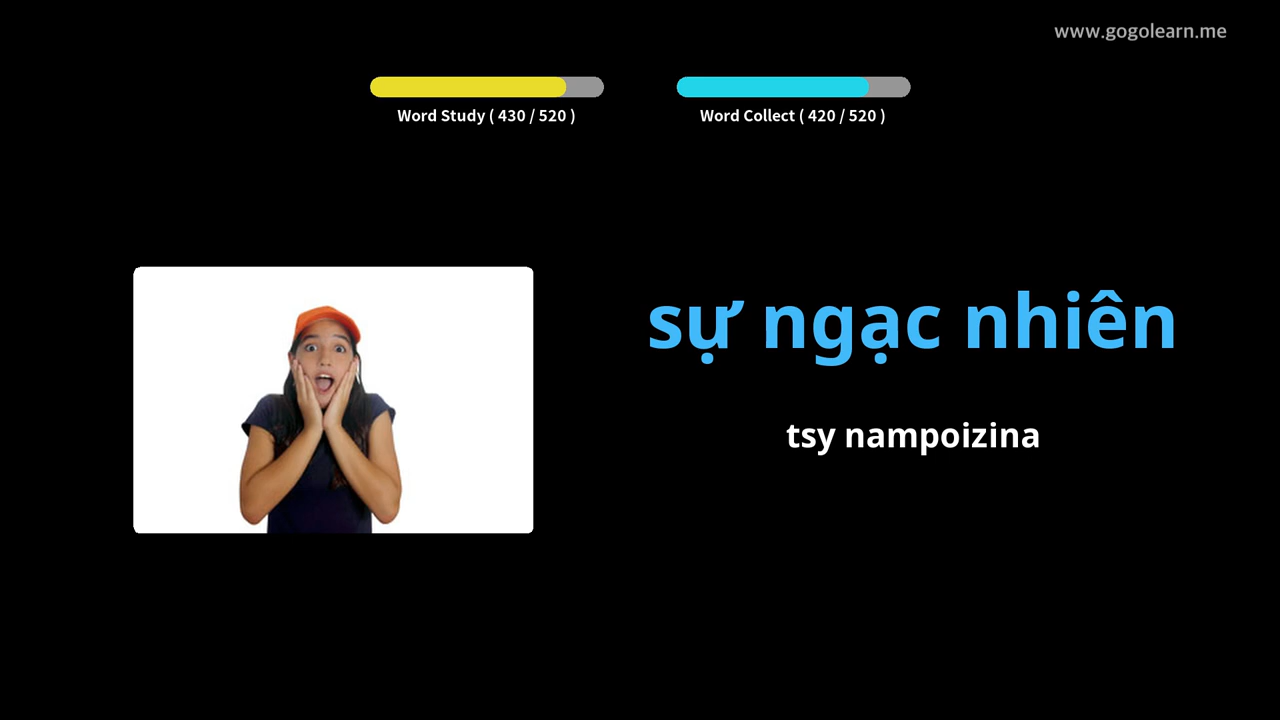 www.gogolearn.me
Word Study ( 430 / 520 )
Word Collect ( 420 / 520 )
sự ngạc nhiên
tsy nampoizina